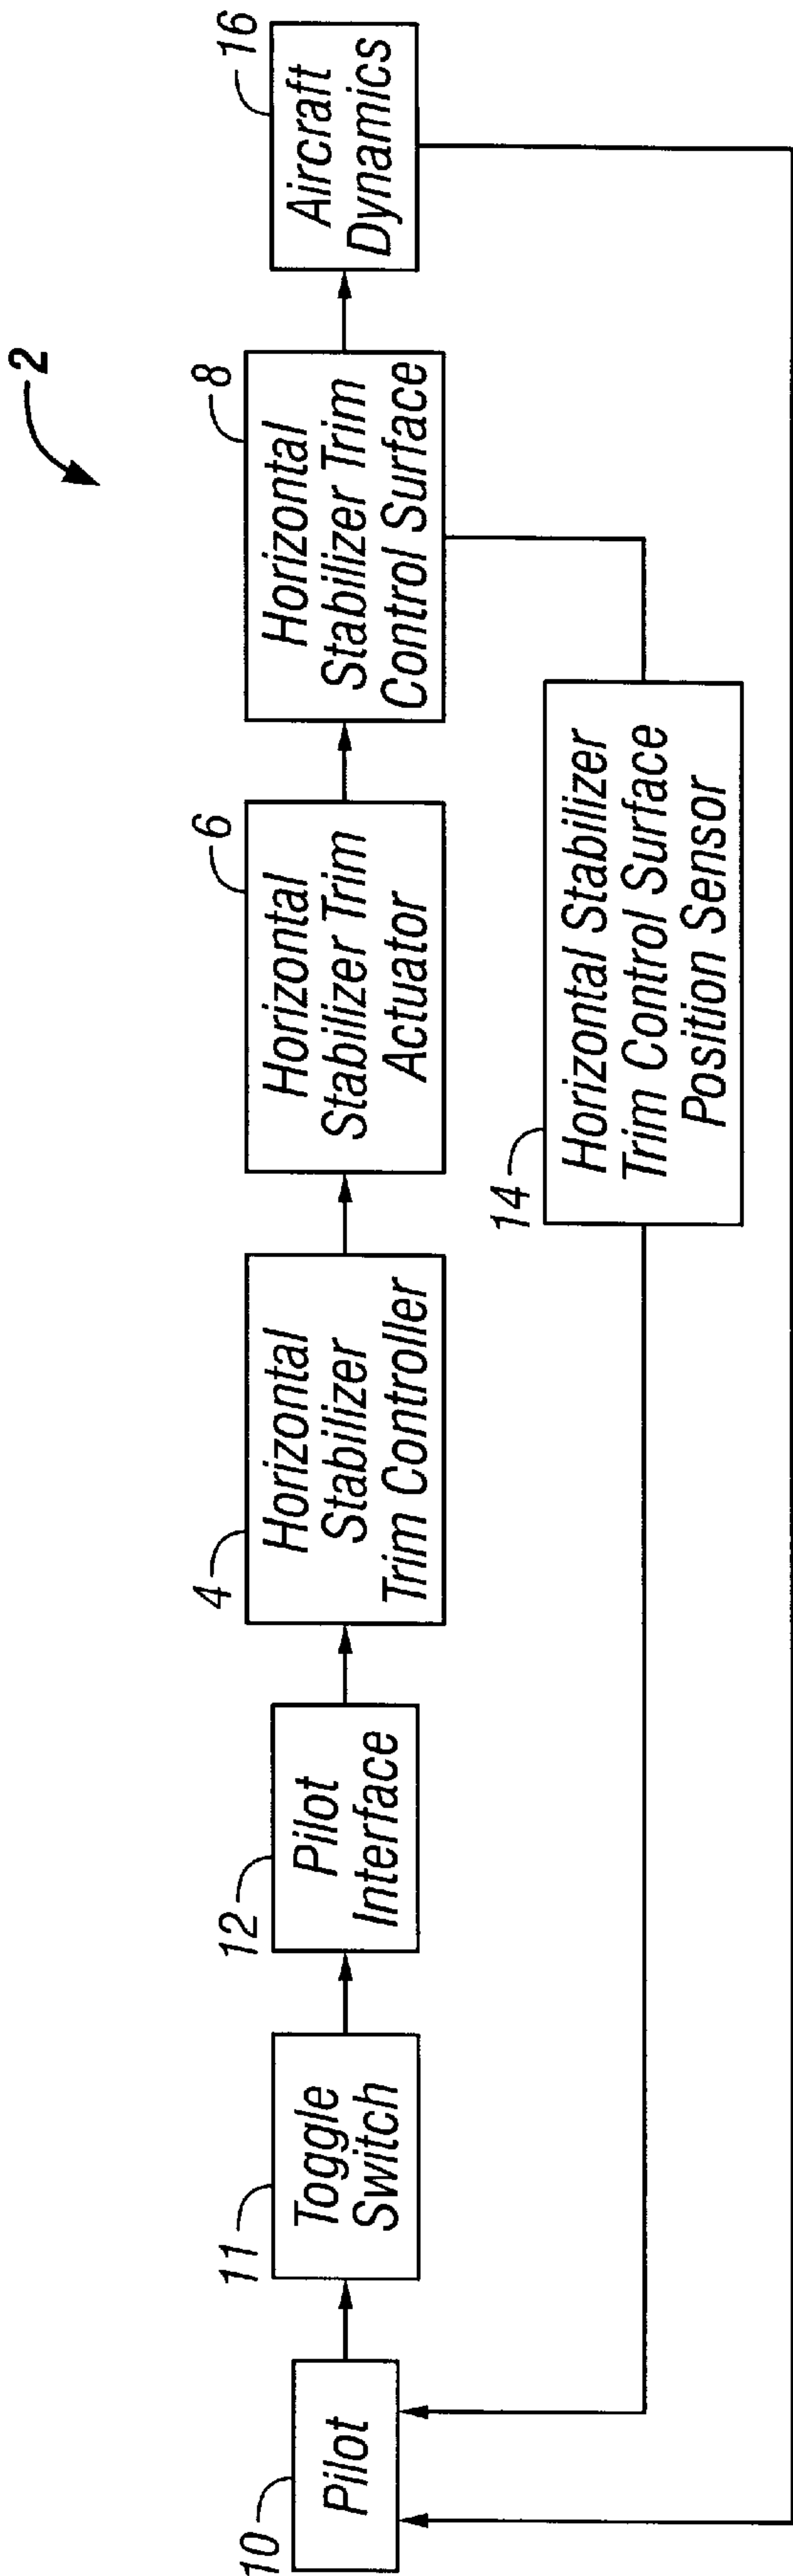 2
10
Pilot
11
Toggle
Switch
12
Pilot
Interface
4
Horizontal
Stabilizer
Trim Controller
6
Horizontal
Stabilizer Trim
Actuator
8
Horizontal
Stabilizer Trim
Control Surface
16
Aircraft
Dynamics
14
Horizontal Stabilizer
Trim Control Surface
Position Sensor